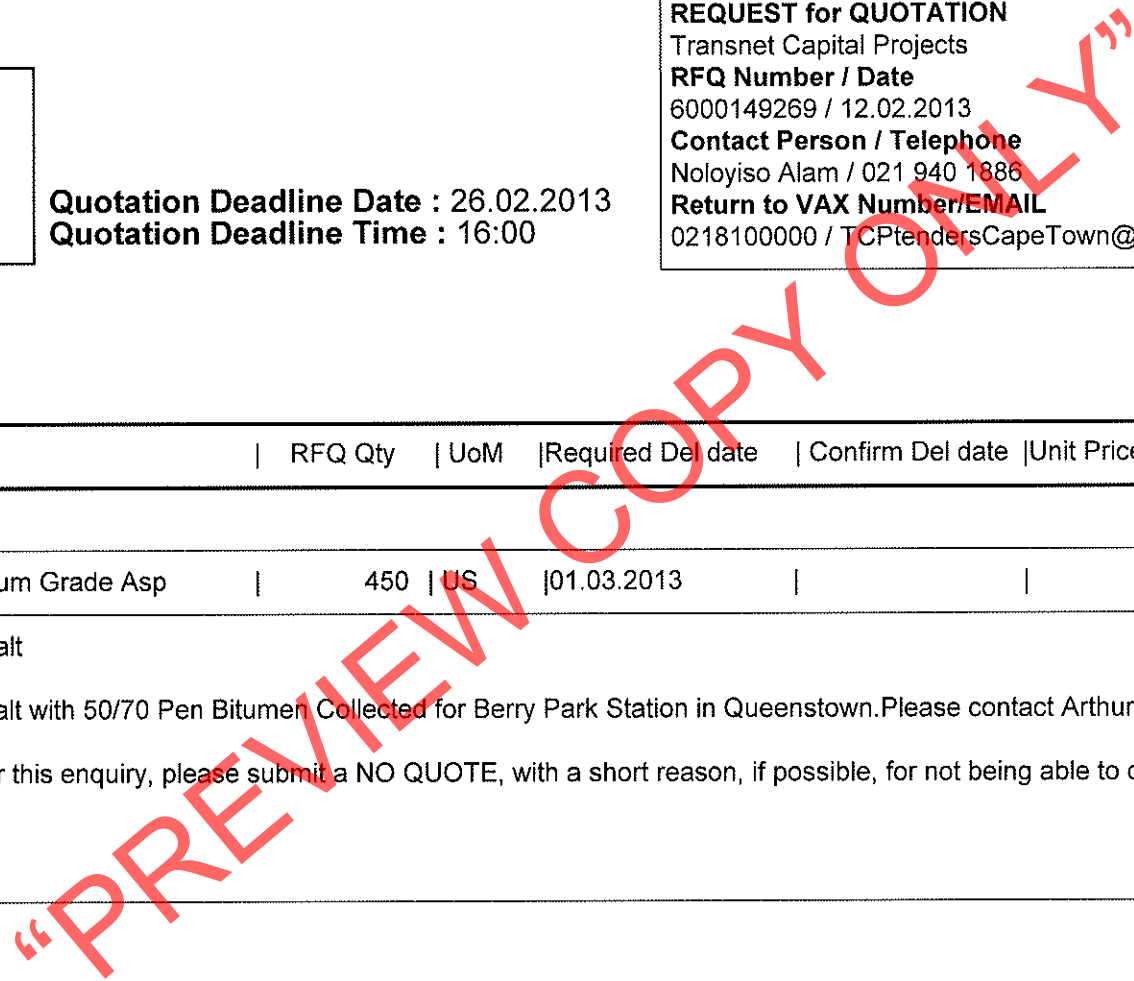 REQUEST for QUOTATION
Transnet Capital Projects
RFQ Number / Date
6000149269 / 12.02.2013
Contact Person / Telephone
Noloyiso Alam / 021 940 1886
Return to VAX Number/EMAIL
0218100000 / TCPtendersCapeTown@
Quotation Deadline Date : 26.02.2013
Quotation Deadline Time : 16:00
| RFQ Qty | UoM |Required Del date | Confirm Del date |Unit Price
um Grade Asp | 450 | US |01.03.2013 | |
alt
alt with 50/70 Pen Bitumen Collected for Berry Park Station in Queenstown.Please contact Arthur
r this enquiry, please submit a NO QUOTE, with a short reason, if possible, for not being able to
“PREVIEW COPY ONLY”